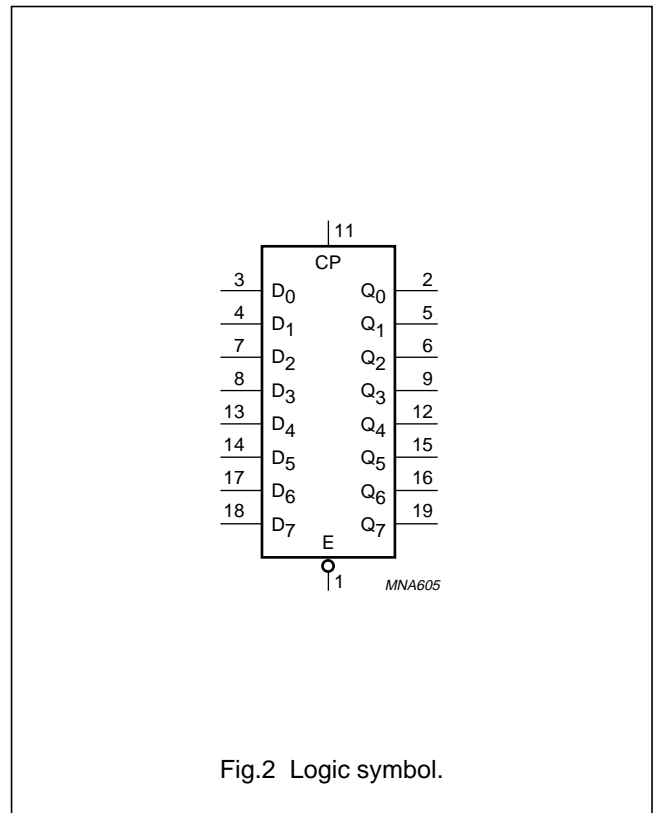 11
CP
3 D0 Q0 2
4 D1 Q1 5
7 D2 Q2 6
8 D3 Q3 9
13 D4 Q4 12
14 D5 Q5 15
17 D6 Q6 16
18 D7 Q7 19
E
1 MNA605
Fig.2 Logic symbol.